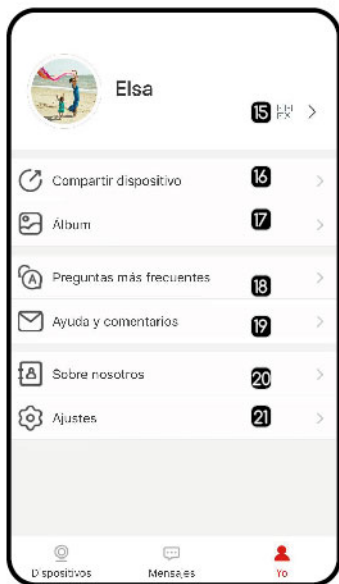 Elsa
15
Compartir dispositivo 16
Álbum 17
Preguntas más frecuentes 18
Ayuda y comentarios 19
Sobre nosotros 20
Ajustes 21
Dispositivos Mensajes Yo